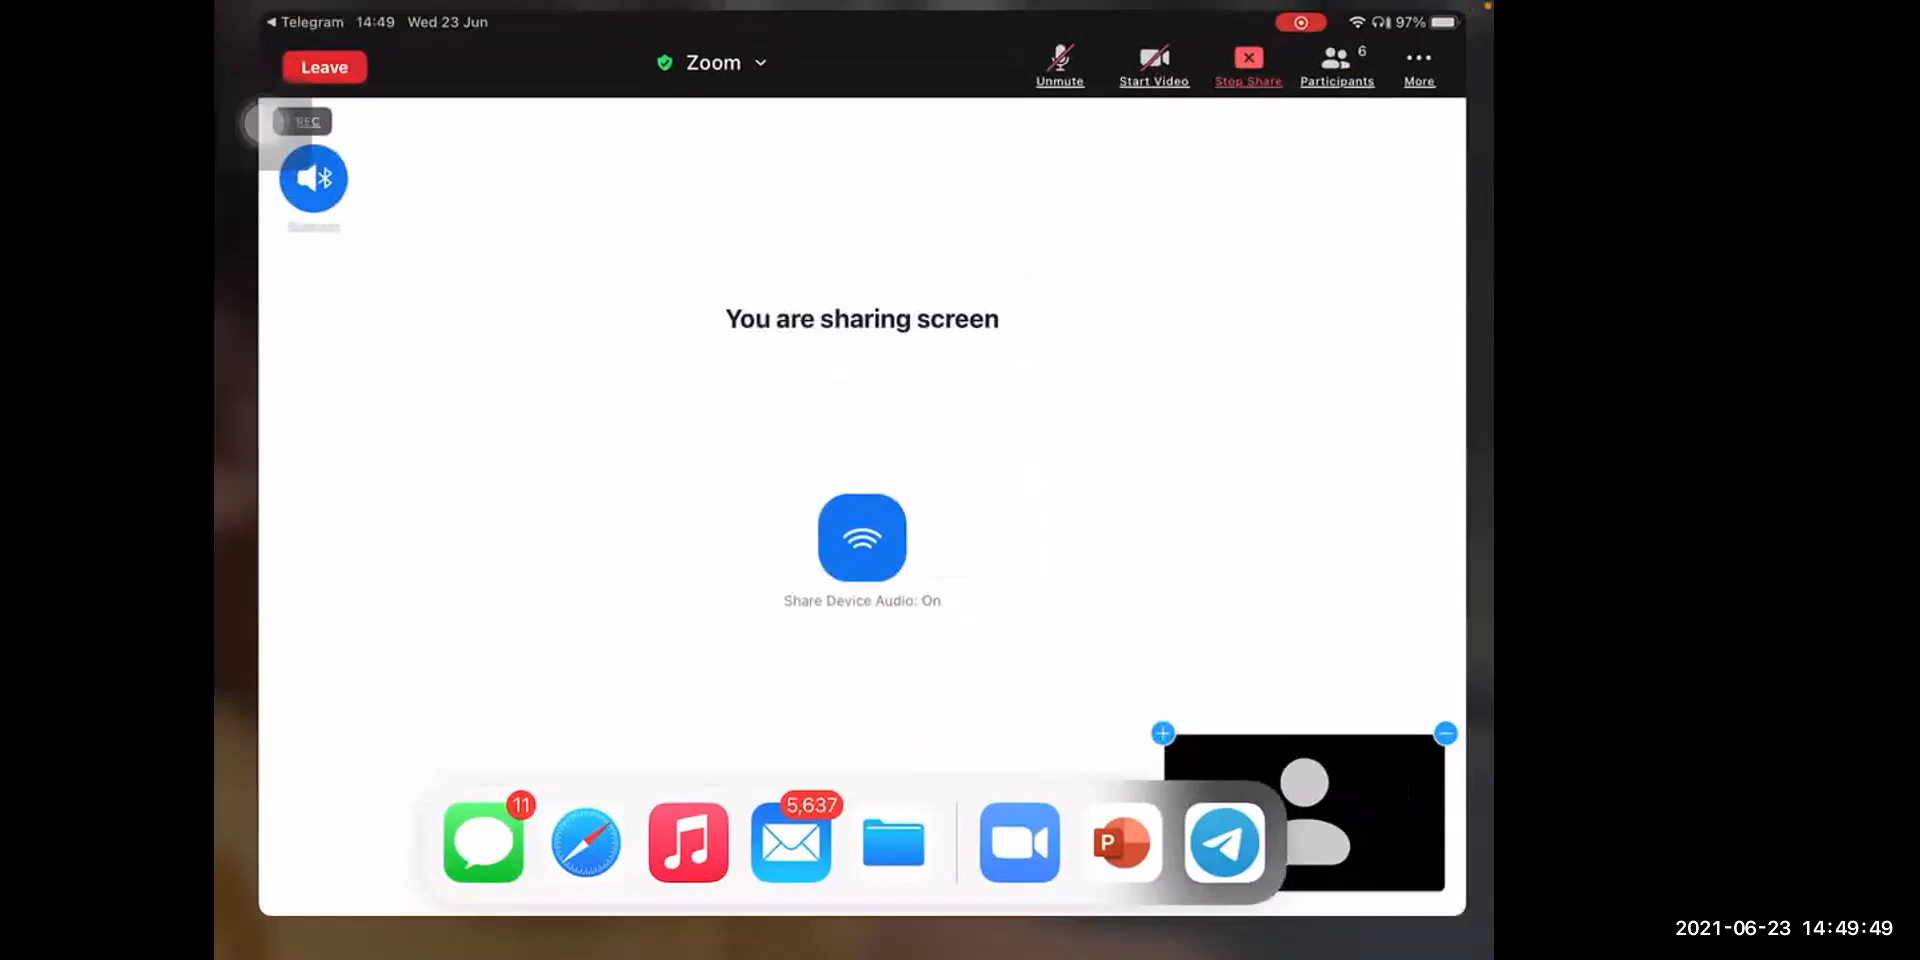 Telegram 14:49 Wed 23 Jun 97%
Leave
Zoom
Unmute
Start Video
Stop Share
6
Participants
More
REC
You are sharing screen
Share Device Audio: On
11
5,637
P
2021-06-23 14:49:49